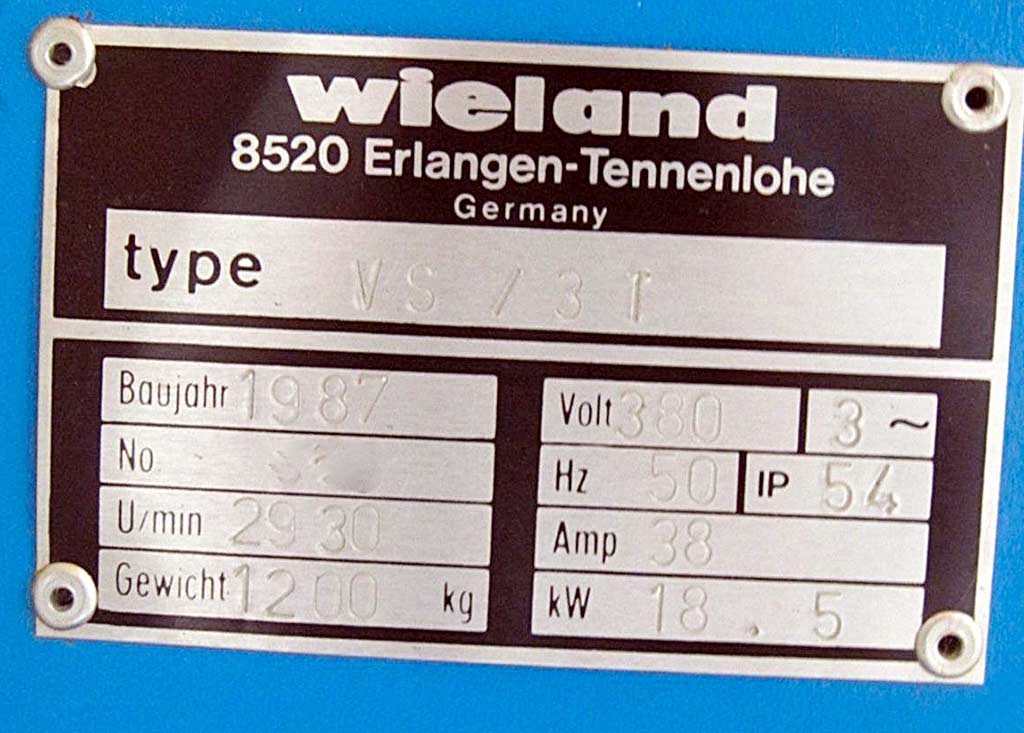 wieland
8520 Erlangen-Tennenlohe
Germany
type VS / 31
Baujahr 1987
No
U/min 2930
Gewicht 1200 kg
Volt 380 3 ~
Hz 50 IP 54
Amp 38
kW 18.5